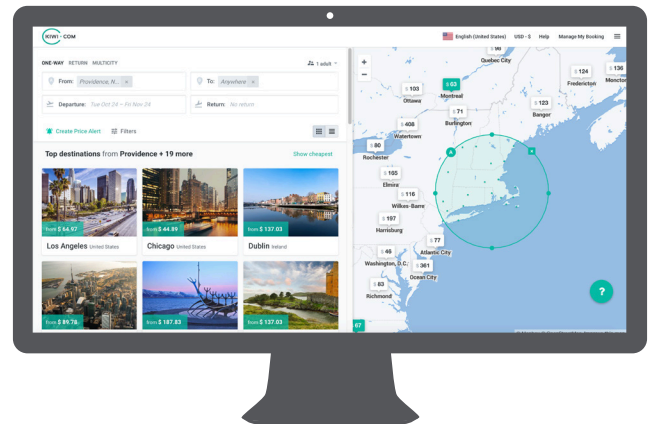 KIWI · COM
English (United States) USD - $ Help Manage My Booking
ONE-WAY RETURN MULTICITY
1 adult
From: Providence, N... ×
To: Anywhere ×
Departure: Tue Oct 24 – Fri Nov 24
Return: No return
Create Price Alert
Filters
Top destinations from Providence + 19 more
Show cheapest
from $ 64.97
from $ 44.89
from $ 137.03
Los Angeles United States
Chicago United States
Dublin Ireland
from $ 89.78
from $ 187.83
from $ 137.03
+
−
$ 96
Quebec City
$ 124
Fredericton
$ 136
Moncton
$ 103
Ottawa
$ 63
Montreal
$ 123
Bangor
$ 71
Burlington
$ 408
Watertown
$ 80
Rochester
A
$ 105
Elmira
$ 116
Wilkes-Barre
$ 197
Harrisburg
$ 77
Atlantic City
$ 46
Washington, D.C.
$ 361
Ocean City
$ 83
Richmond
67
?